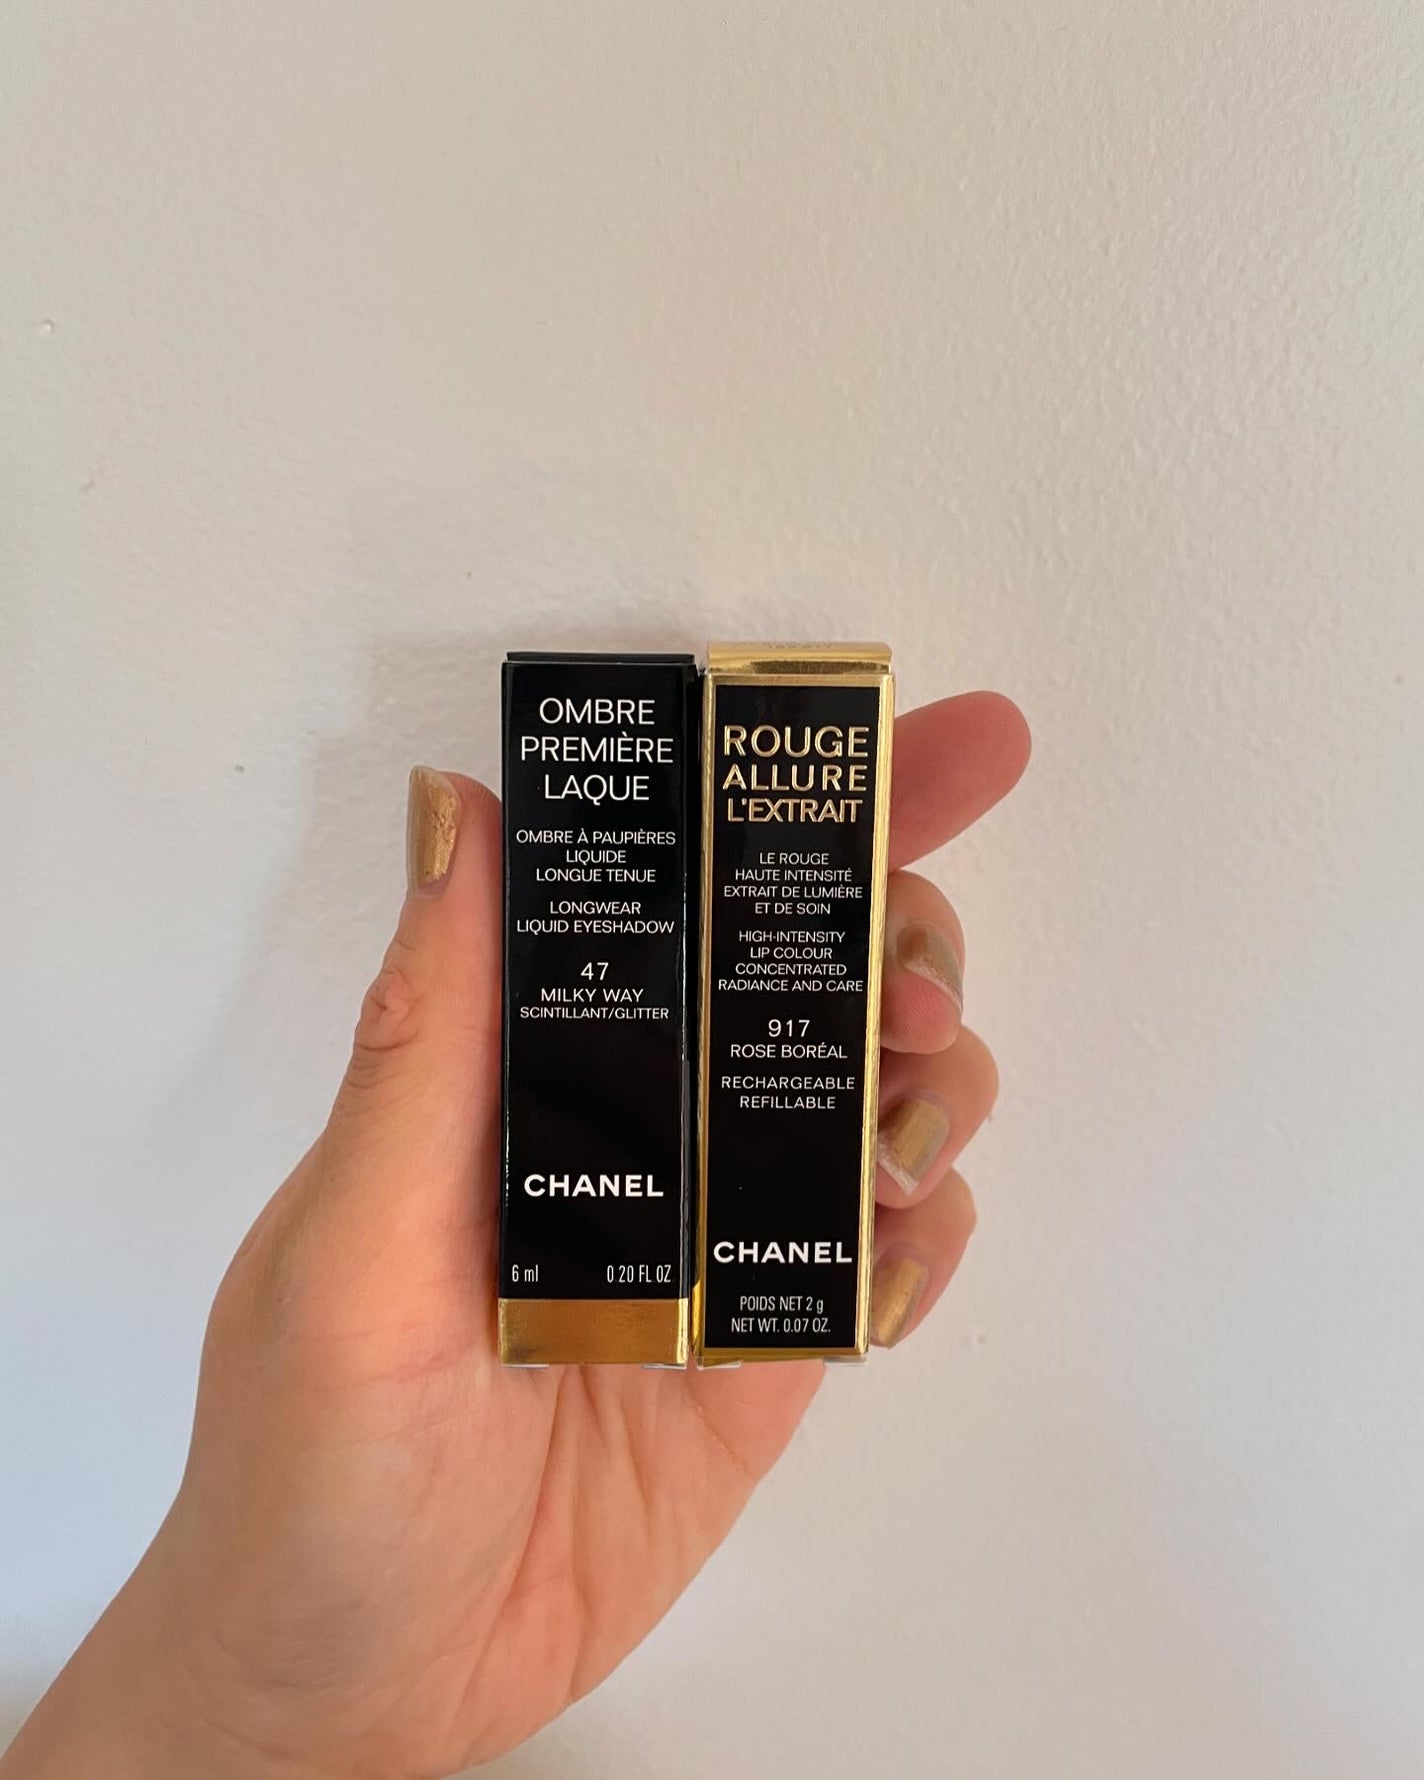 OMBRE
PREMIÈRE
LAQUE
OMBRE À PAUPIÈRES
LIQUIDE
LONGUE TENUE
LONGWEAR
LIQUID EYESHADOW
47
MILKY WAY
SCINTILLANT/GLITTER
CHANEL
6 ml 0 20 FL OZ
ROUGE
ALLURE
L'EXTRAIT
LE ROUGE
HAUTE INTENSITÉ
EXTRAIT DE LUMIÈRE
ET DE SOIN
HIGH-INTENSITY
LIP COLOUR
CONCENTRATED
RADIANCE AND CARE
917
ROSE BORÉAL
RECHARGEABLE
REFILLABLE
CHANEL
POIDS NET 2 g
NET WT. 0.07 OZ.